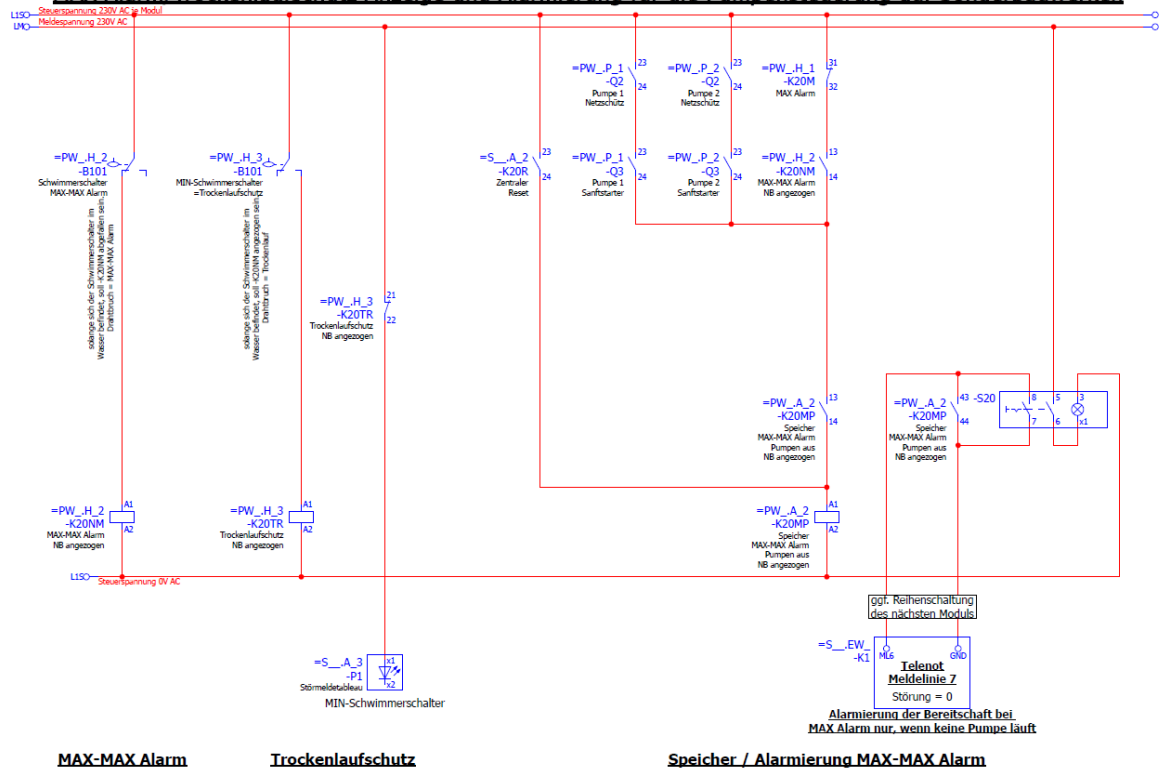 L1S Steuerspannung 230V AC je Modul
LM Meldespannung 230V AC
=PW_.P_1
-Q2
Pumpe 1
Netzschütz
23
24
=PW_.P_2
-Q2
Pumpe 2
Netzschütz
23
24
=PW_.H_1
-K20M
MAX Alarm
31
32
=PW_.H_2
-B101
Schwimmerschalter
MAX-MAX Alarm
solange sich der Schwimmerschalter im
Wasser befindet, soll -K20NM abgefallen sein.
Drahtbruch = MAX-MAX Alarm
=PW_.H_3
-B101
MIN-Schwimmerschalter
=Trockenlaufschutz
solange sich der Schwimmerschalter im
Wasser befindet, soll -K20NM angezogen sein.
Drahtbruch = Trockenlauf
=S__.A_2
-K20R
Zentraler
Reset
23
24
=PW_.P_1
-Q3
Pumpe 1
Sanftstarter
23
24
=PW_.P_2
-Q3
Pumpe 2
Sanftstarter
23
24
=PW_.H_2
-K20NM
MAX-MAX Alarm
NB angezogen
13
14
=PW_.H_3
-K20TR
Trockenlaufschutz
NB angezogen
21
22
=PW_.A_2
-K20MP
Speicher
MAX-MAX Alarm
Pumpen aus
NB angezogen
13
14
=PW_.A_2
-K20MP
Speicher
MAX-MAX Alarm
Pumpen aus
NB angezogen
43
44
-S20
8 5 3
7 6 x1
=PW_.H_2
-K20NM
MAX-MAX Alarm
NB angezogen
A1
A2
=PW_.H_3
-K20TR
Trockenlaufschutz
NB angezogen
A1
A2
=PW_.A_2
-K20MP
Speicher
MAX-MAX Alarm
Pumpen aus
NB angezogen
A1
A2
L1S Steuerspannung 0V AC
ggf. Reihenschaltung
des nächsten Moduls
=S__.A_3
-P1
Störmeldetableau
x1
x2
MIN-Schwimmerschalter
=S__.EW_
-K1
ML6 GND
Telenot
Meldelinie 7
Störung = 0
Alarmierung der Bereitschaft bei
MAX Alarm nur, wenn keine Pumpe läuft
MAX-MAX Alarm Trockenlaufschutz Speicher / Alarmierung MAX-MAX Alarm